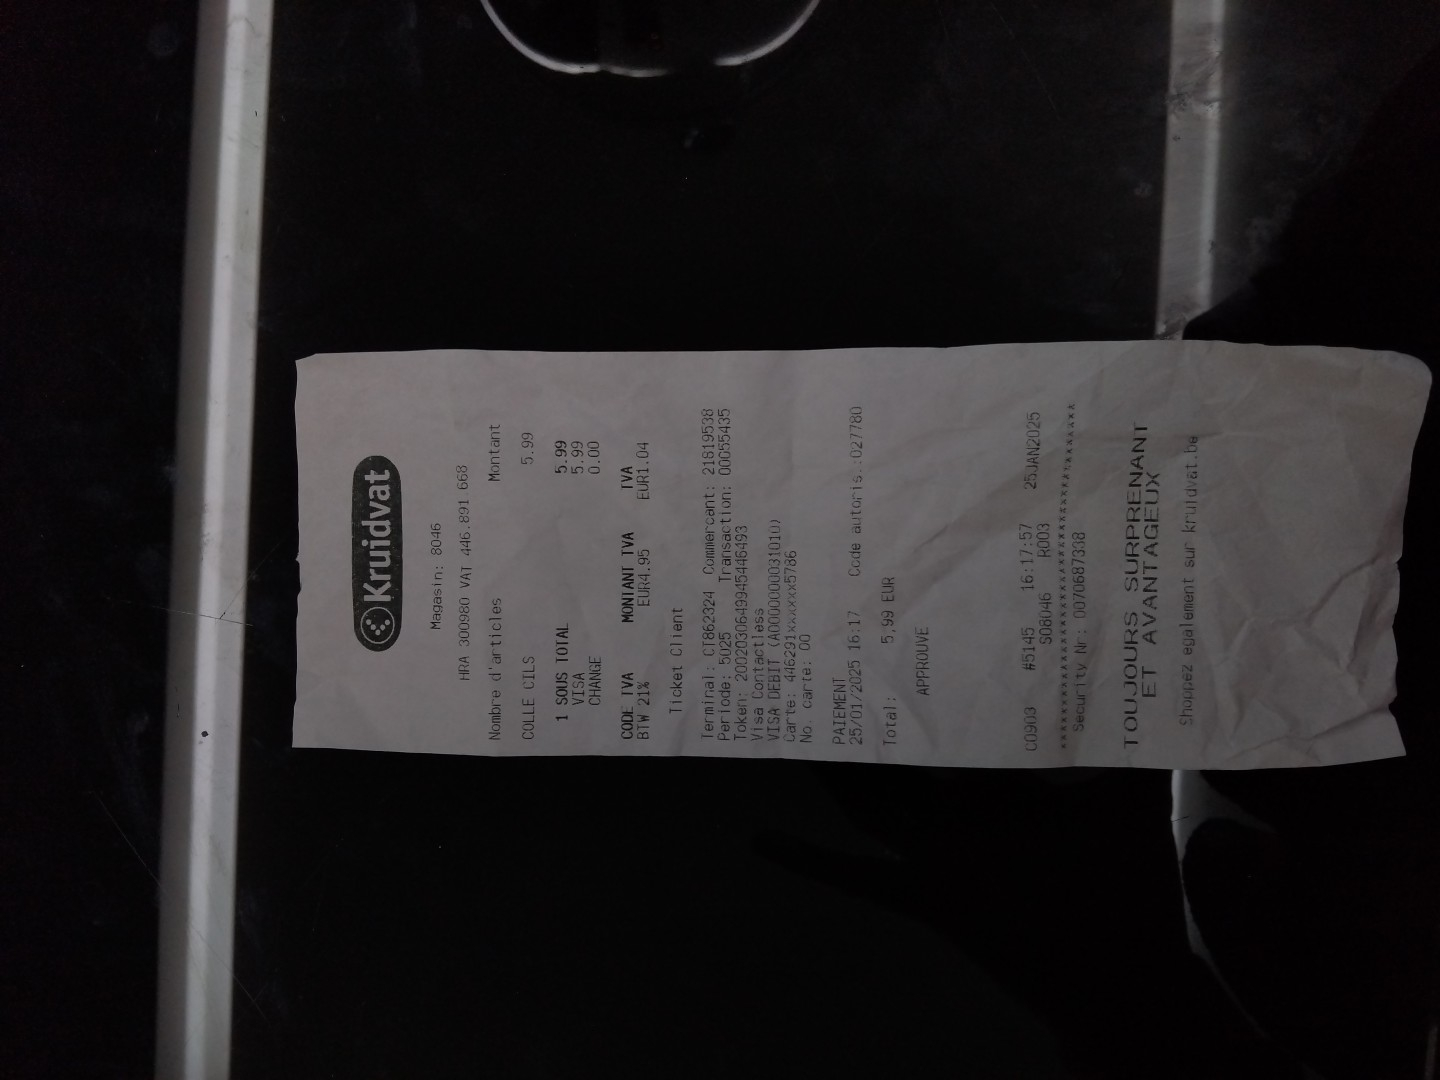 Kruidvat
Magasin: 8046
HRA 300980 VAT 446.891.668
Nombre d'articles Montant
COLLE CILS 5.99
1 SOUS TOTAL 5.99
VISA 5.99
CHANGE 0.00
CODE TVA MONTANT TVA TVA
BTW 21% EUR4.95 EUR1.04
Ticket Client
Terminal: CT862324 Commercant: 21819538
Periode: 5025 Transaction: 00055435
Token: 2002030649945446493
Visa Contactless
VISA DEBIT (A0000000031010)
Carte: 446291xxxxxx5786
No. carte: 00
PAIEMENT
25/01/2025 16:17 Code autoris.:027780
Total: 5,99 EUR
APPROUVE
C0903 #5145 16:17:57 25JAN2025
S08046 R003
Security Nr: 0070687338
TOUJOURS SURPRENANT
ET AVANTAGEUX
Shoppez egalement sur kruidvat.be